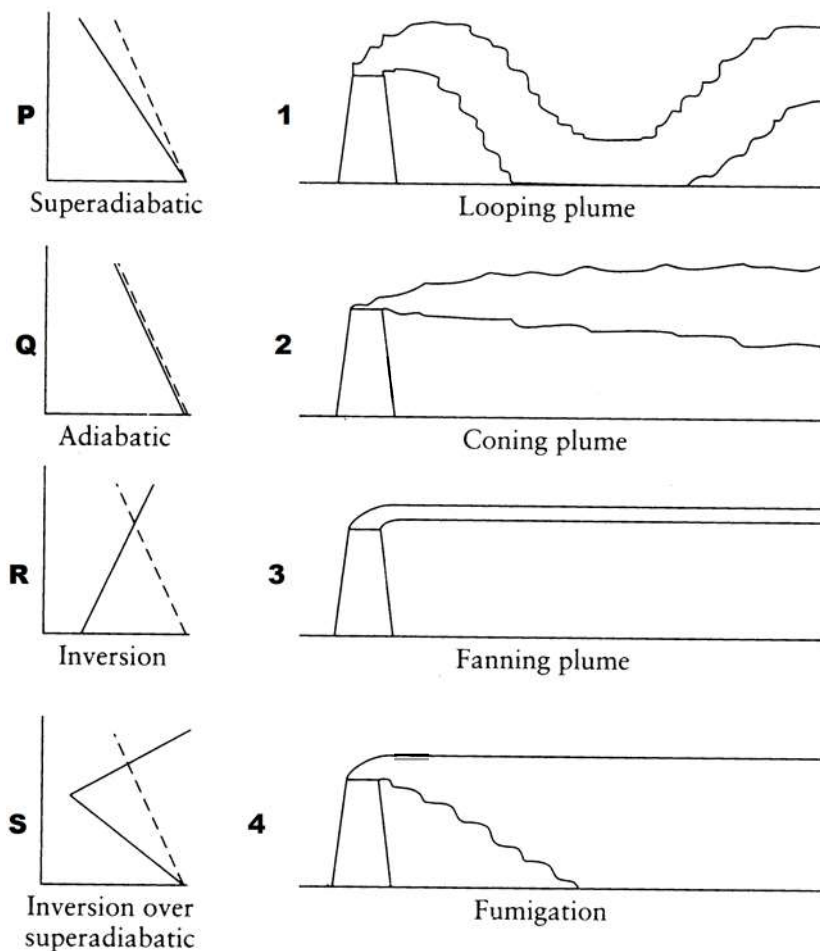 P
1
Superadiabatic
Looping plume
Q
2
Adiabatic
Coning plume
R
3
Inversion
Fanning plume
S
4
Inversion over
superadiabatic
Fumigation